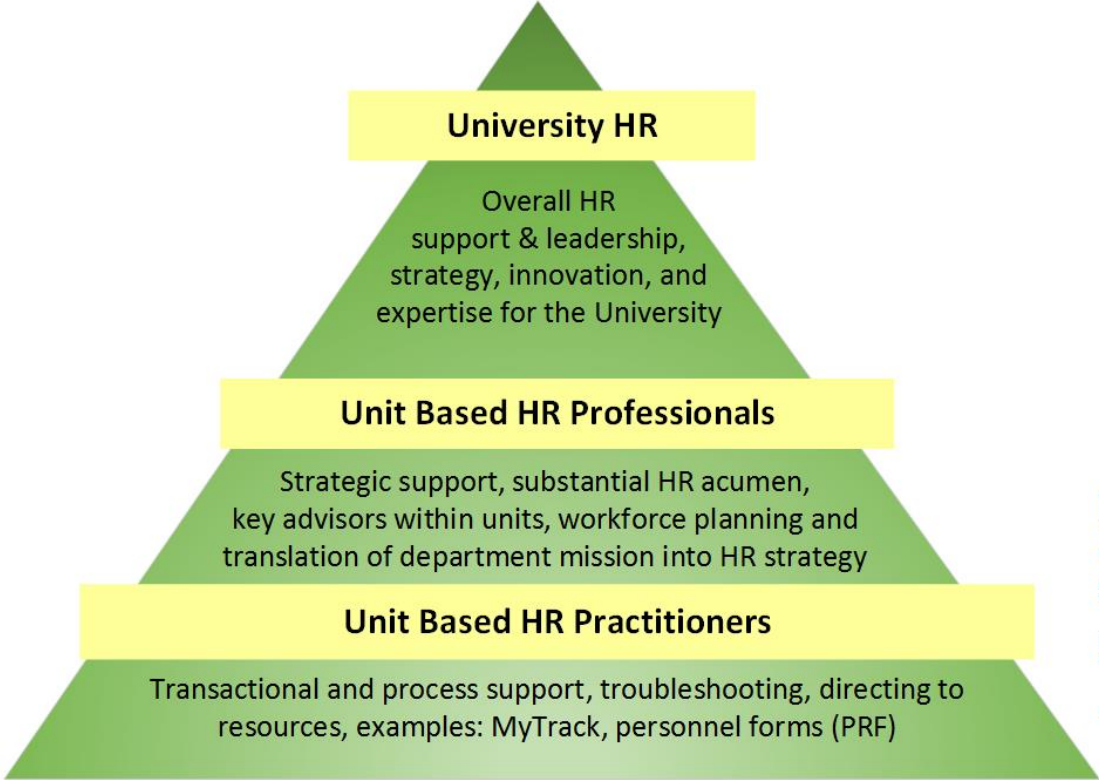 University HR
Overall HR
support & leadership,
strategy, innovation, and
expertise for the University
Unit Based HR Professionals
Strategic support, substantial HR acumen,
key advisors within units, workforce planning and
translation of department mission into HR strategy
Unit Based HR Practitioners
Transactional and process support, troubleshooting, directing to
resources, examples: MyTrack, personnel forms (PRF)